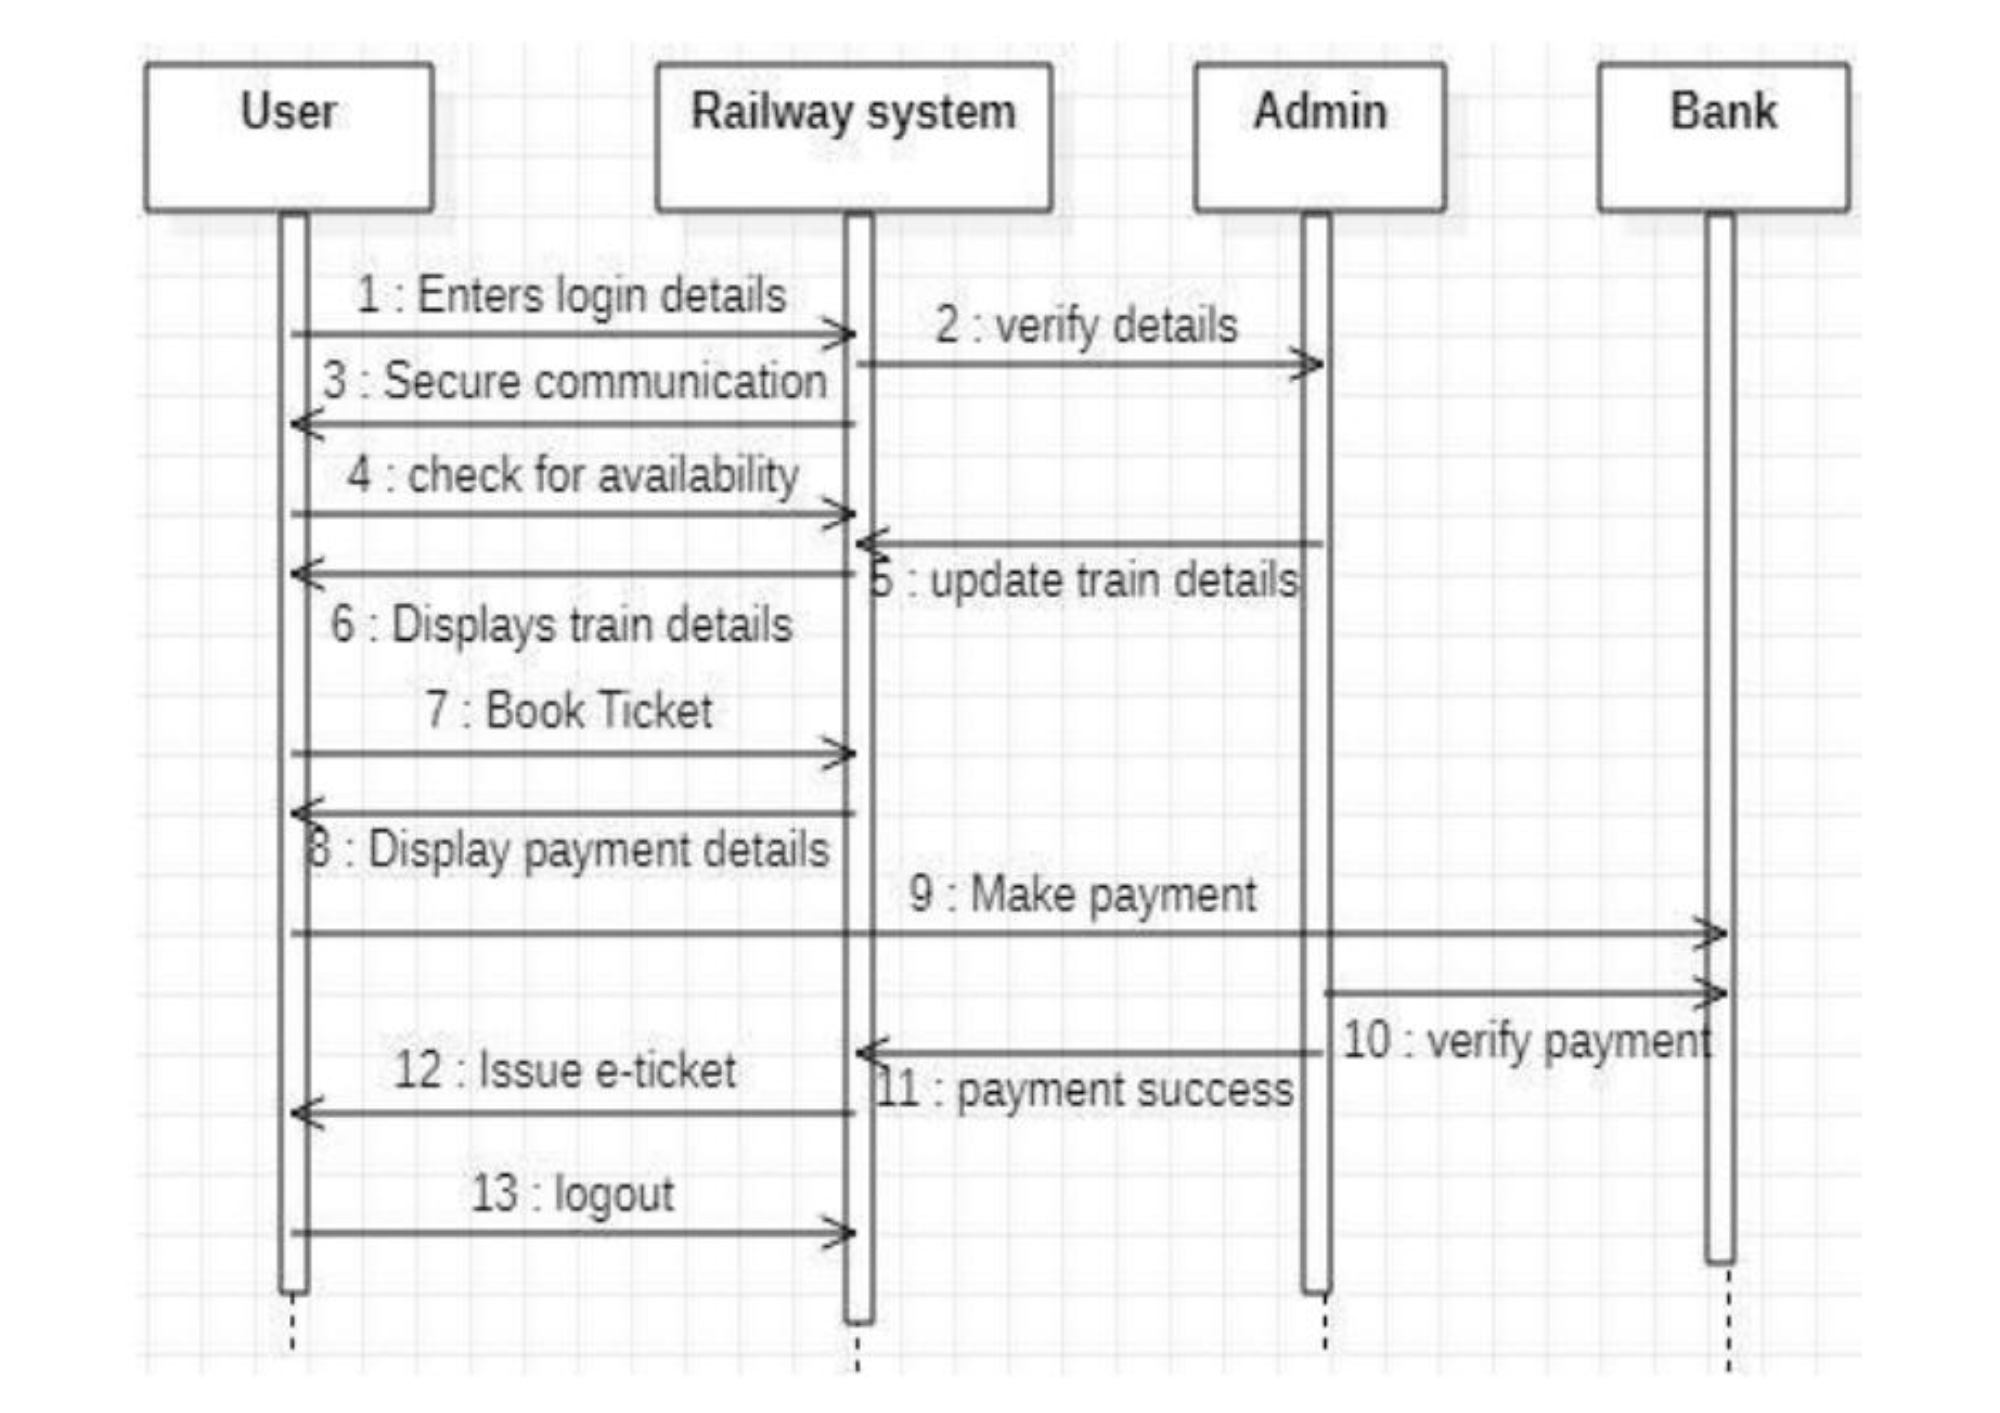 User
Railway system
Admin
Bank
1 : Enters login details
2 : verify details
3 : Secure communication
4 : check for availability
5 : update train details
6 : Displays train details
7 : Book Ticket
8 : Display payment details
9 : Make payment
10 : verify payment
11 : payment success
12 : Issue e-ticket
13 : logout